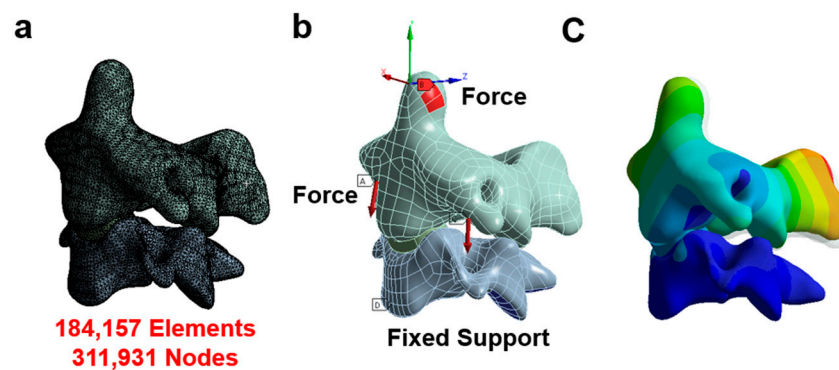 a
b
C
Y
X
Z
B
Force
A
Force
D
Fixed Support
184,157 Elements
311,931 Nodes